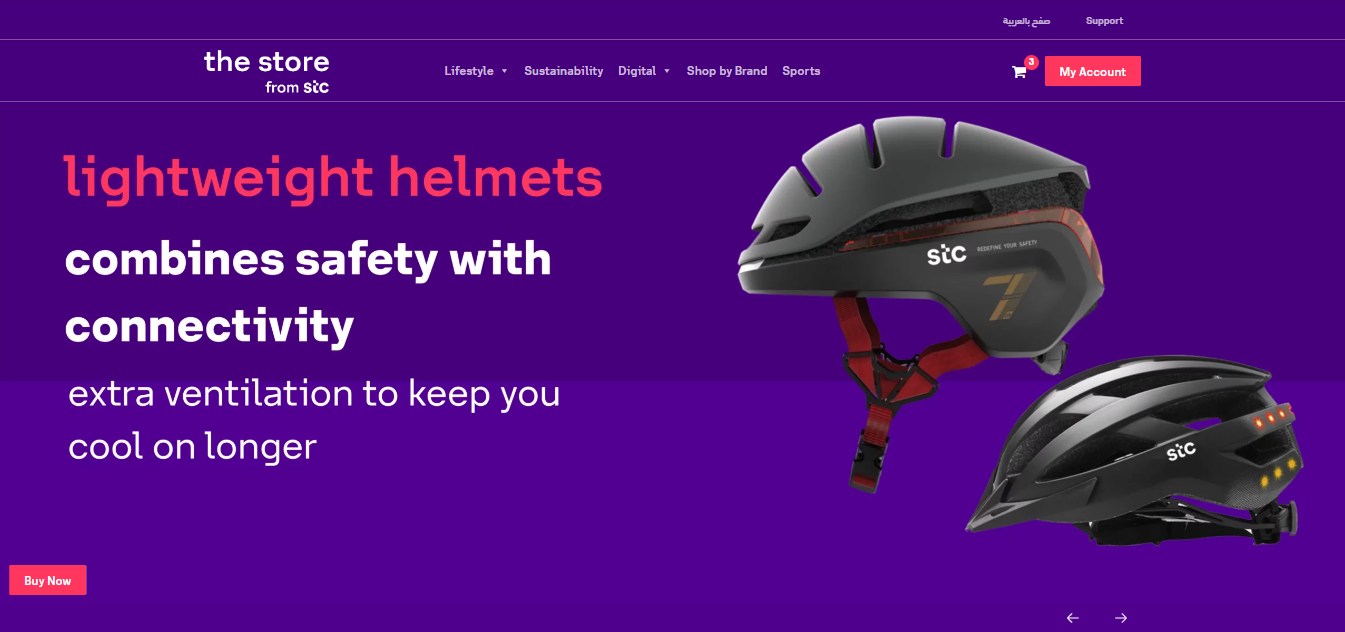 صفح بالعربية
Support
the store
from stc
Lifestyle
Sustainability
Digital
Shop by Brand
Sports
3
My Account
lightweight helmets
combines safety with
connectivity
extra ventilation to keep you
cool on longer
stc
REDEFINE YOUR SAFETY
7
stc
Buy Now